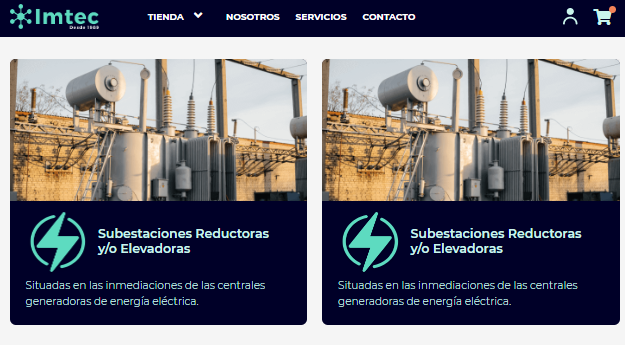 Imtec
Desde 1989
TIENDA
NOSOTROS
SERVICIOS
CONTACTO
Subestaciones Reductoras
y/o Elevadoras
Situadas en las inmediaciones de las centrales
generadoras de energía eléctrica.
Subestaciones Reductoras
y/o Elevadoras
Situadas en las inmediaciones de las centrales
generadoras de energía eléctrica.